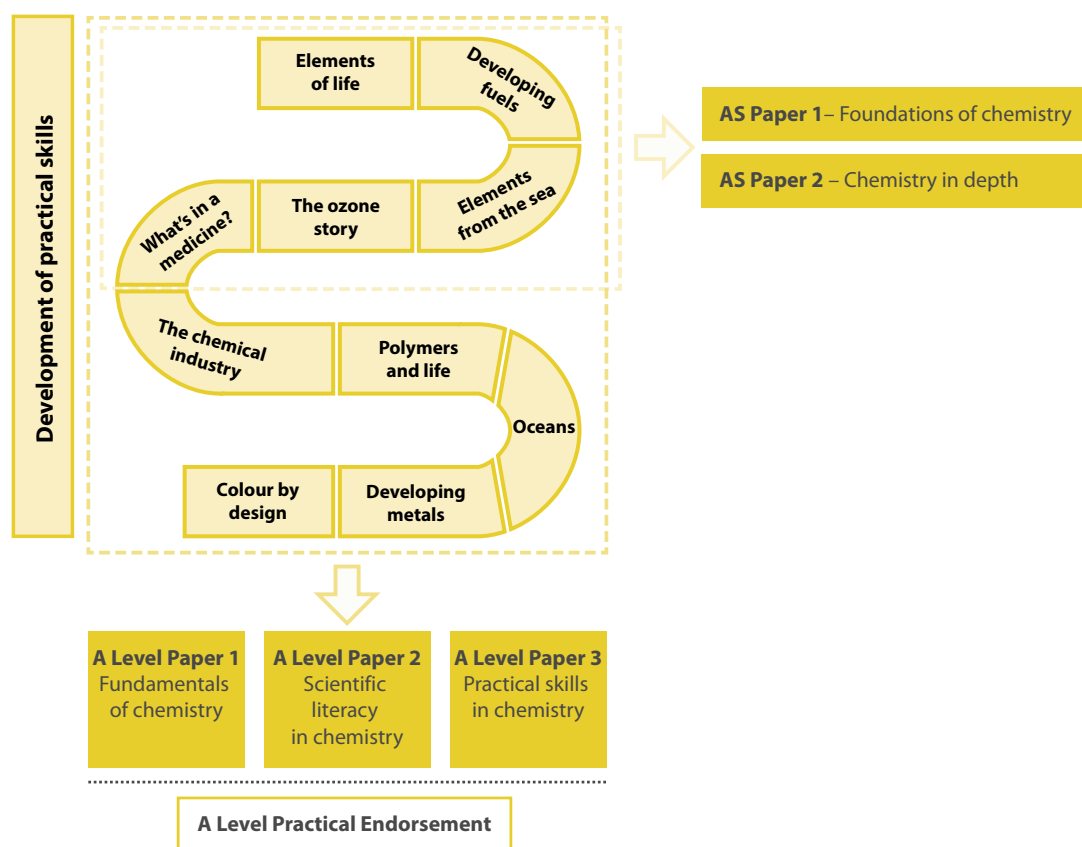 Development of practical skills
Elements
of life
Developing
fuels
Elements
from the sea
The ozone
story
What's in a
medicine?
The chemical
industry
Polymers
and life
Oceans
Developing
metals
Colour by
design
AS Paper 1– Foundations of chemistry
AS Paper 2 – Chemistry in depth
A Level Paper 1
Fundamentals
of chemistry
A Level Paper 2
Scientific
literacy
in chemistry
A Level Paper 3
Practical skills
in chemistry
A Level Practical Endorsement